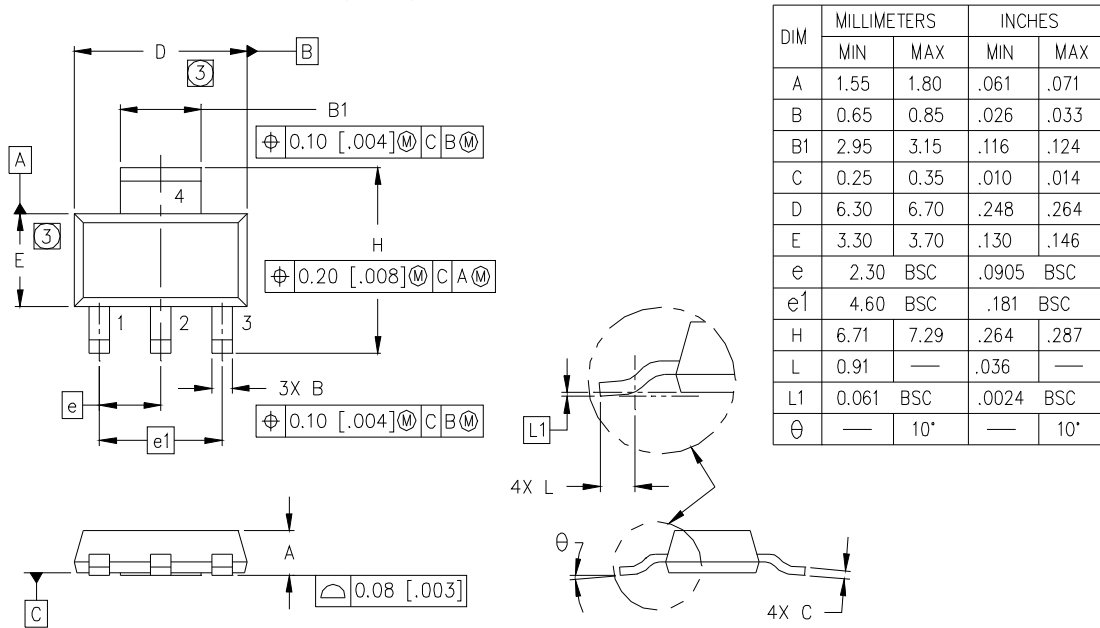 D
B
③
B1
⌖ 0.10 [.004]Ⓜ C BⓂ
A
4
③
E
H
⌖ 0.20 [.008]Ⓜ C AⓂ
1 2 3
3X B
e
⌖ 0.10 [.004]Ⓜ C BⓂ
e1
L1
4X L
A
⌓ 0.08 [.003]
C
θ
4X C
DIM MILLIMETERS INCHES
MIN MAX MIN MAX
A 1.55 1.80 .061 .071
B 0.65 0.85 .026 .033
B1 2.95 3.15 .116 .124
C 0.25 0.35 .010 .014
D 6.30 6.70 .248 .264
E 3.30 3.70 .130 .146
e 2.30 BSC .0905 BSC
e1 4.60 BSC .181 BSC
H 6.71 7.29 .264 .287
L 0.91 — .036 —
L1 0.061 BSC .0024 BSC
θ — 10° — 10°